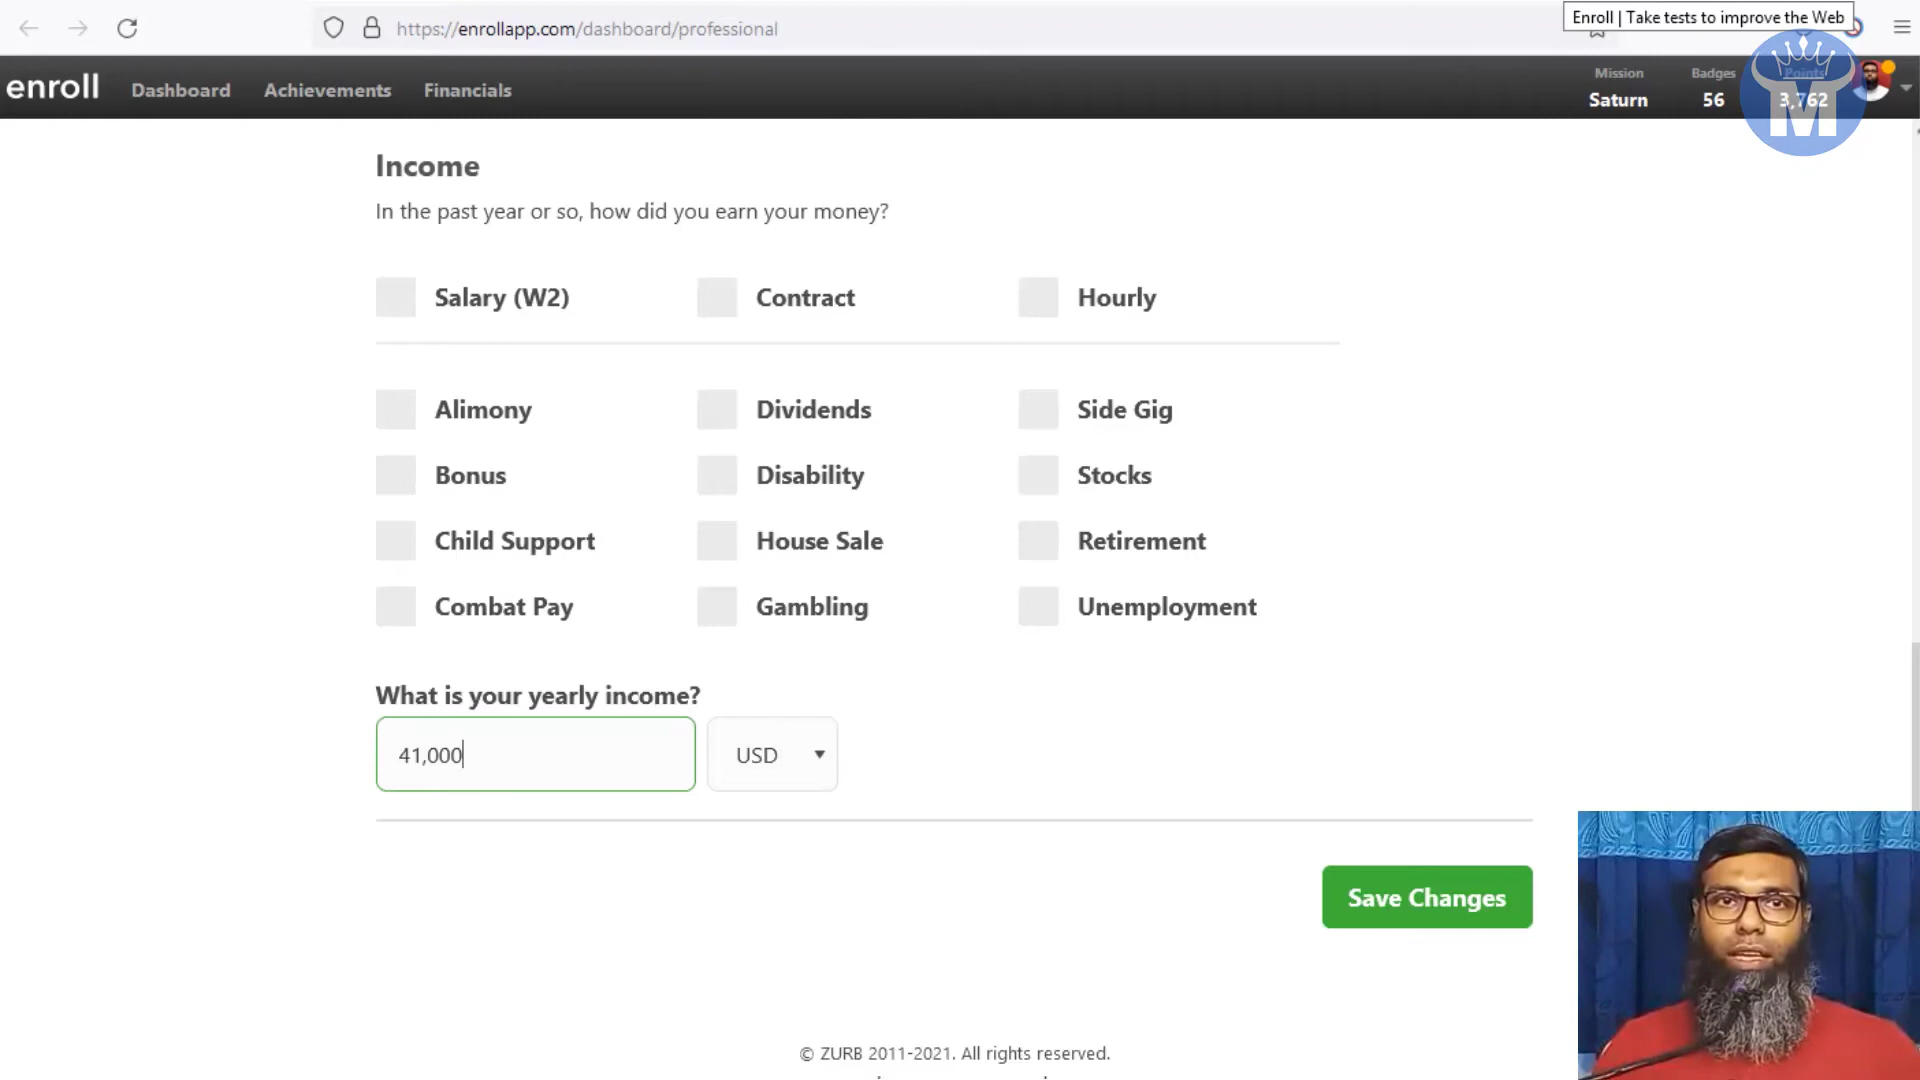 Enroll | Take tests to improve the Web
https://enrollapp.com/dashboard/professional
enroll
Dashboard
Achievements
Financials
Mission
Saturn
Badges
56
Points
3,762
M
Income
In the past year or so, how did you earn your money?
Salary (W2)
Contract
Hourly
Alimony
Dividends
Side Gig
Bonus
Disability
Stocks
Child Support
House Sale
Retirement
Combat Pay
Gambling
Unemployment
What is your yearly income?
41,000
USD
Save Changes
© ZURB 2011-2021. All rights reserved.